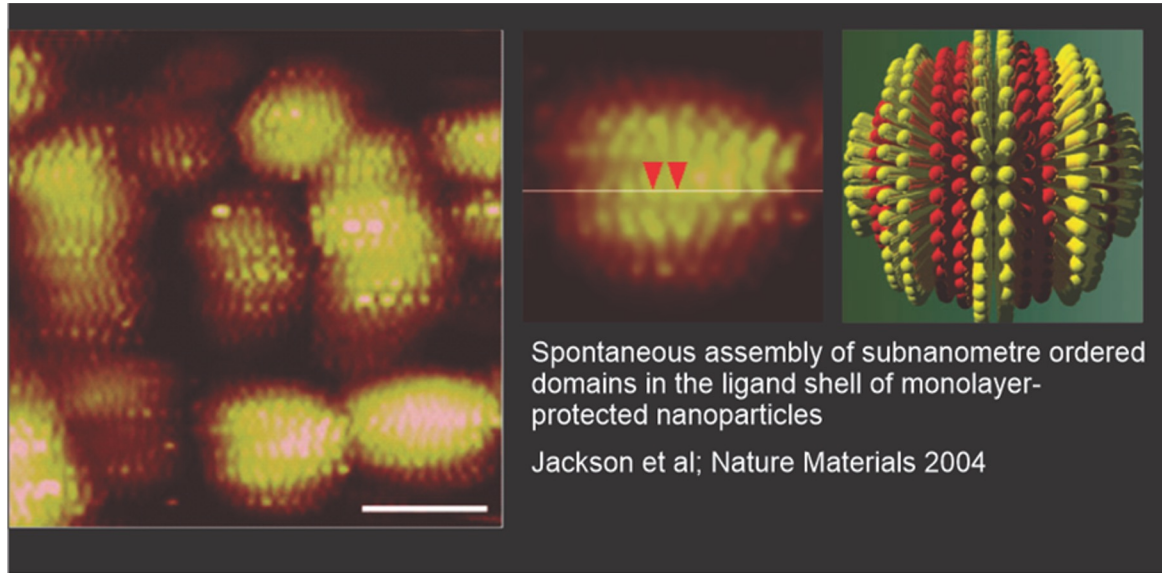 Spontaneous assembly of subnanometre ordered
domains in the ligand shell of monolayer-
protected nanoparticles
Jackson et al; Nature Materials 2004